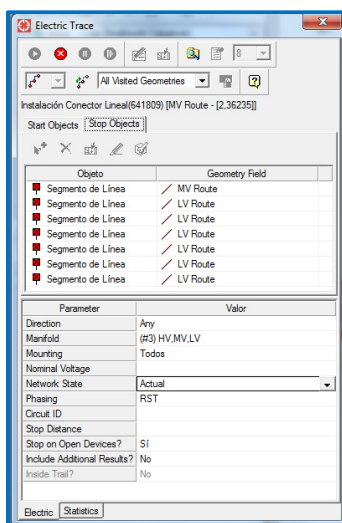 Electric Trace
8
All Visited Geometries
Instalación Conector Lineal(641809) [MV Route - [2,36235]]
Start Objects Stop Objects
Objeto Geometry Field
Segmento de Línea MV Route
Segmento de Línea LV Route
Segmento de Línea LV Route
Segmento de Línea LV Route
Segmento de Línea LV Route
Segmento de Línea LV Route
Segmento de Línea LV Route
Parameter Valor
Direction Any
Manifold (#3) HV,MV,LV
Mounting Todos
Nominal Voltage
Network State Actual
Phasing RST
Circuit ID
Stop Distance
Stop on Open Devices? Sí
Include Additional Results? No
Inside Trail? No
Electric Statistics